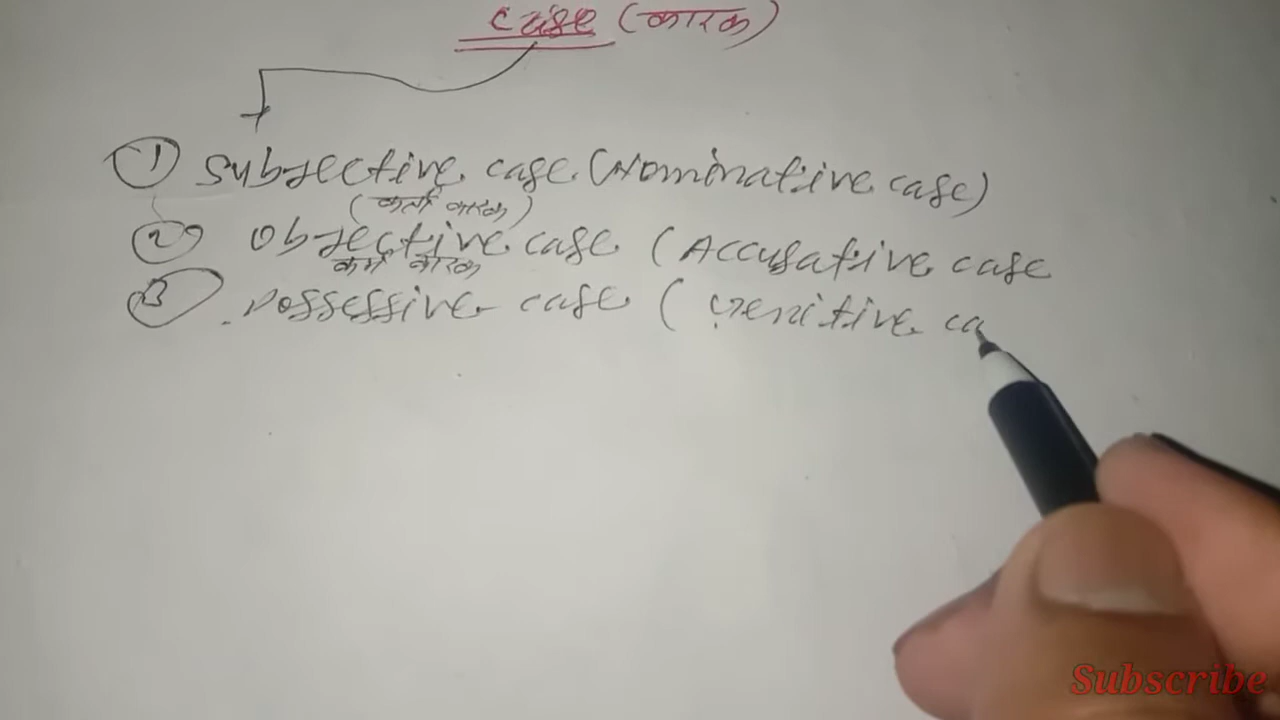 case (कारक)
① subjective case (Nominative case)
(कर्ता कारक)
② objective case (Accusative case
कर्म कारक
③ possessive case ( Genitive ca
Subscribe